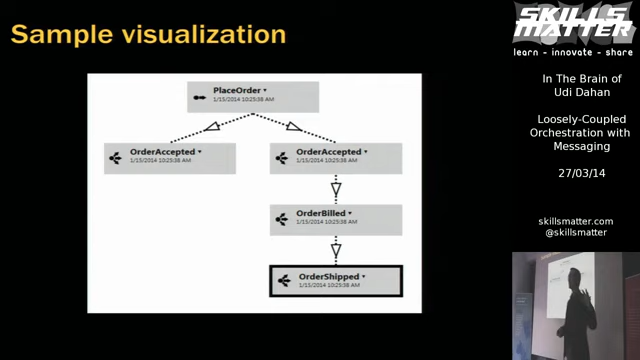 Sample visualization
PlaceOrder
1/15/2014 10:25:38 AM
OrderAccepted
1/15/2014 10:25:38 AM
OrderAccepted
1/15/2014 10:25:38 AM
OrderBilled
1/15/2014 10:25:38 AM
OrderShipped
1/15/2014 10:25:38 AM
SKILLS
MATTER
learn - innovate - share
In The Brain of
Udi Dahan
Loosely-Coupled
Orchestration with
Messaging
27/03/14
skillsmatter.com
@skillsmatter